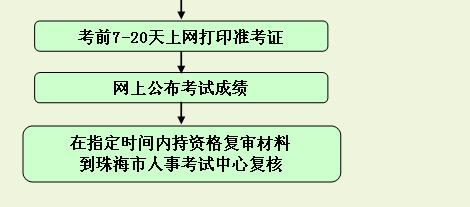 考前7-20天上网打印准考证
网上公布考试成绩
在指定时间内持资格复审材料
到珠海市人事考试中心复核